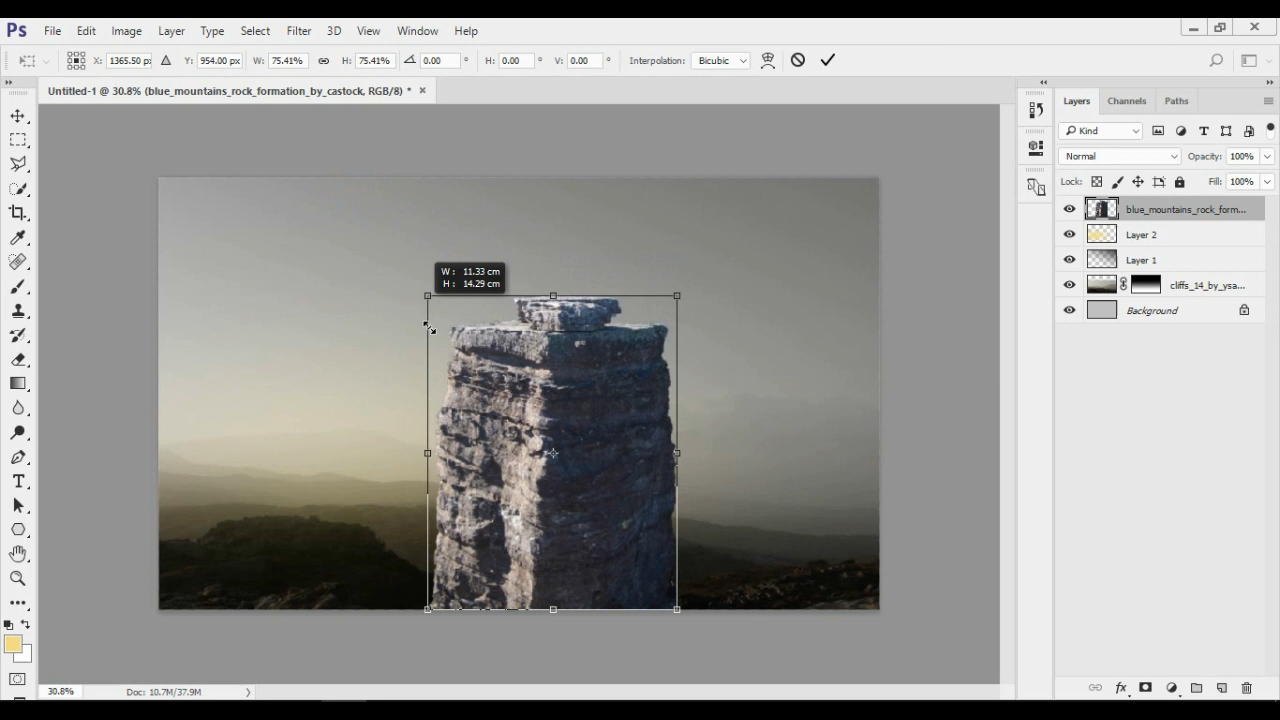 Ps File Edit Image Layer Type Select Filter 3D View Window Help
X: 1365.50 p Y: 954.00 px W: 75.41% H: 75.41% 0.00 ° H: 0.00 ° V: 0.00 ° Interpolation: Bicubic
Untitled-1 @ 30.8% (blue_mountains_rock_formation_by_castock, RGB/8) *
Layers Channels Paths
Kind
Normal Opacity: 100%
Lock: Fill: 100%
blue_mountains_rock_form...
Layer 2
Layer 1
cliffs_14_by_ysa...
Background
W : 11.33 cm
H : 14.29 cm
30.8% Doc: 10.7M/37.9M
fx